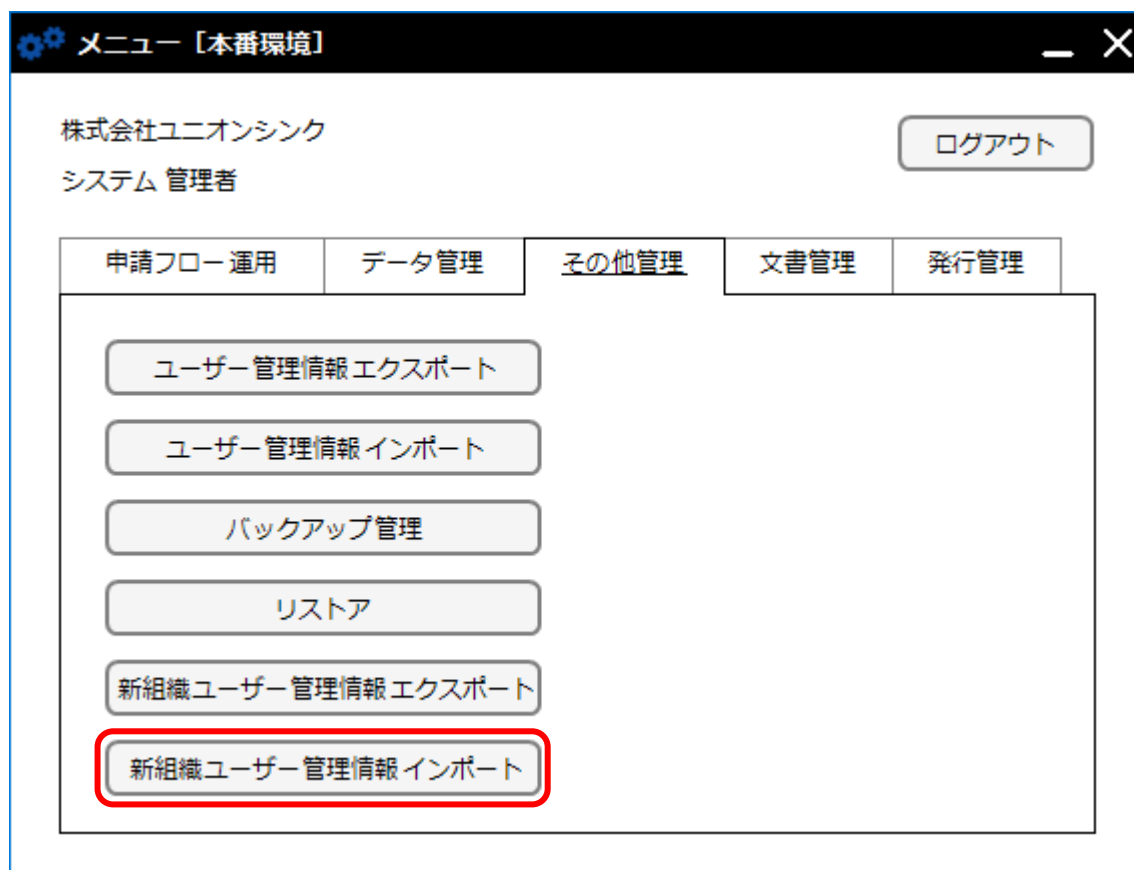 メニュー［本番環境］
株式会社ユニオンシンク
ログアウト
システム 管理者
申請フロー 運用 データ管理 その他管理 文書管理 発行管理
ユーザー管理情報 エクスポート
ユーザー管理情報 インポート
バックアップ管理
リストア
新組織ユーザー管理情報 エクスポート
新組織ユーザー管理情報 インポート